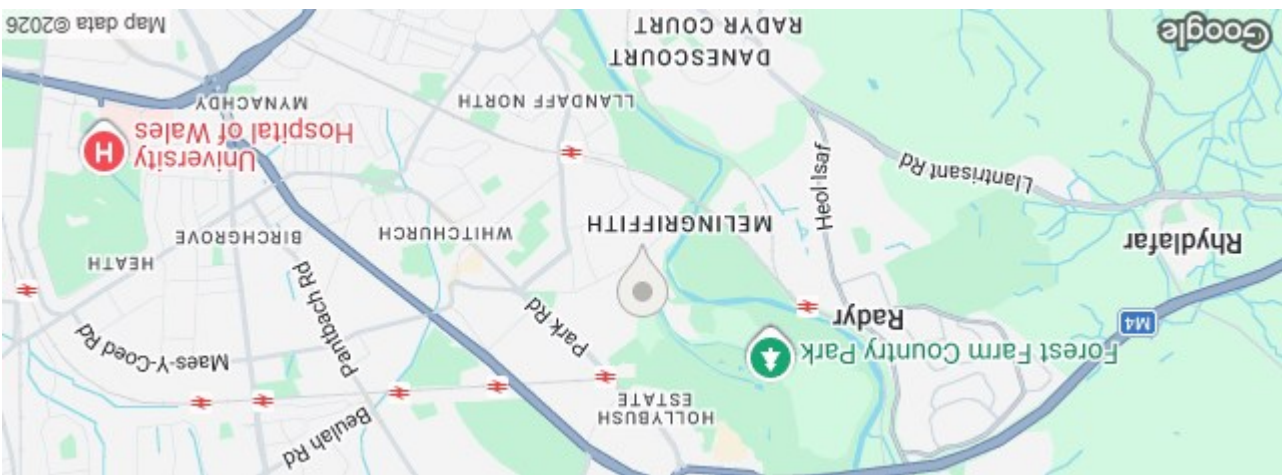 Beulah Rd
HOLLYBUSH
ESTATE
Maes-Y-Coed Rd
Forest Farm Country Park
Park Rd
M4
Radyr
Pantbach Rd
HEATH
Rhydlafar
BIRCHGROVE
WHITCHURCH
MELINGRIFFITH
Heol Isaf
Llantrisant Rd
University
Hospital of Wales
H
MYNACHDY
LLANDAFF NORTH
DANESCOURT
RADYR COURT
Google
Map data ©2026